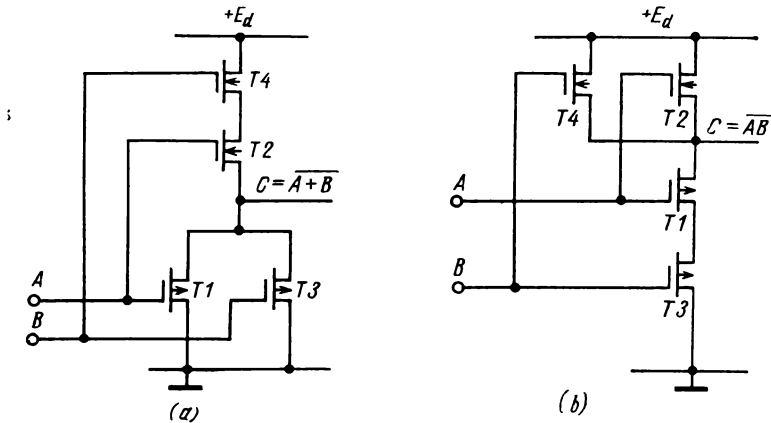 +E_d
T4
T2
C = \overline{A+B}
A
B
T1
T3
(a)
+E_d
T4
T2
C = \overline{AB}
A
T1
B
T3
(b)